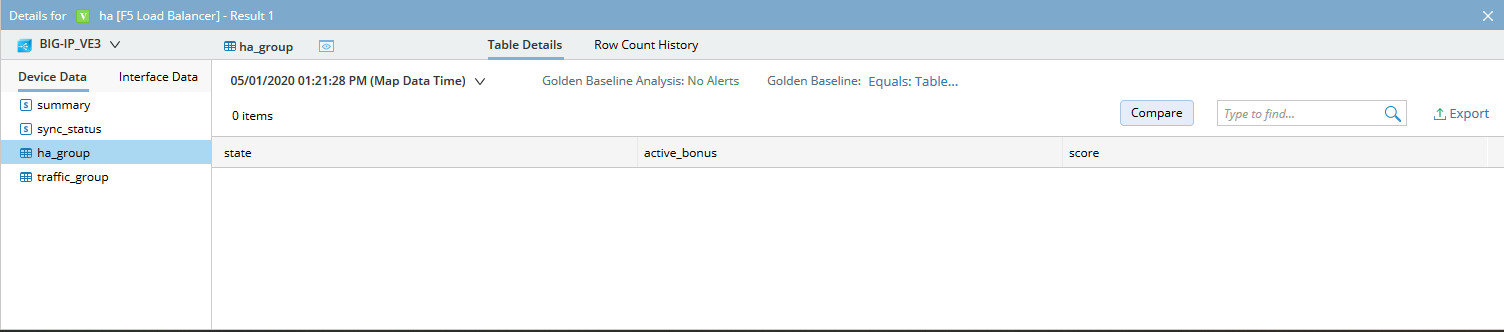 Details for V ha [F5 Load Balancer] - Result 1
BIG-IP_VE3
ha_group
Table Details
Row Count History
Device Data
Interface Data
S summary
S sync_status
ha_group
traffic_group
05/01/2020 01:21:28 PM (Map Data Time)
Golden Baseline Analysis: No Alerts
Golden Baseline: Equals: Table...
0 items
Compare
Type to find...
Export
state
active_bonus
score